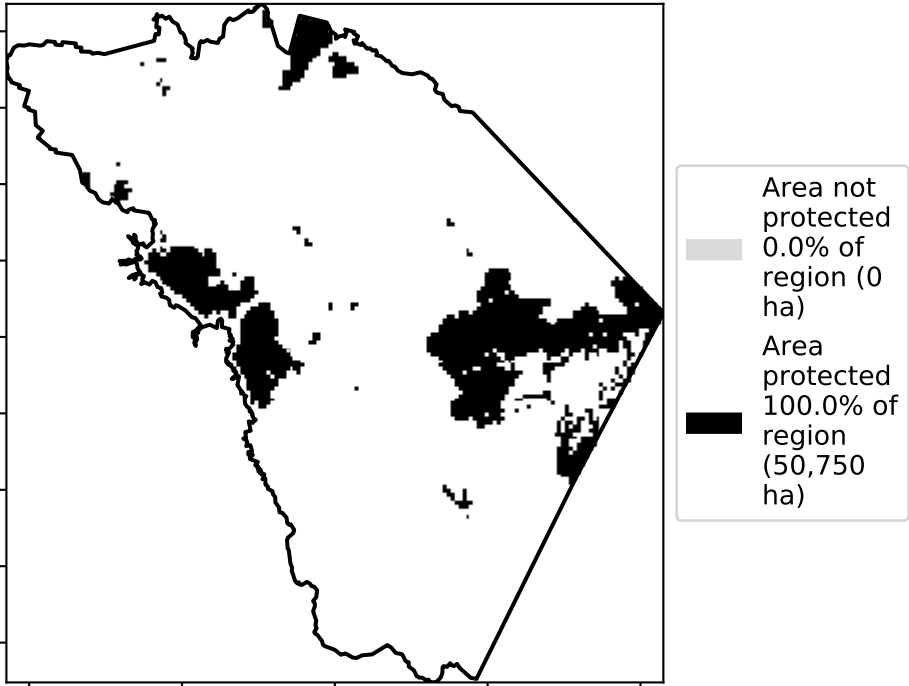 Area not
protected
0.0% of
region (0
ha)
Area
protected
100.0% of
region
(50,750
ha)